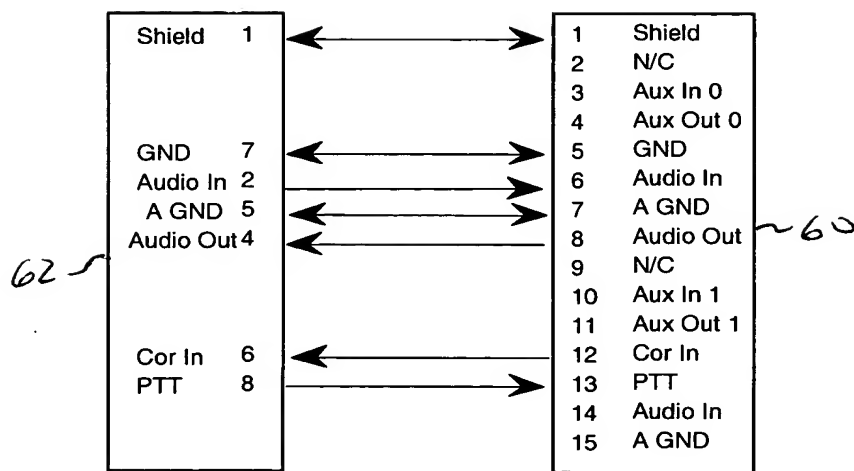 Shield 1
GND 7
Audio In 2
A GND 5
Audio Out 4
Cor In 6
PTT 8
62
1 Shield
2 N/C
3 Aux In 0
4 Aux Out 0
5 GND
6 Audio In
7 A GND
8 Audio Out
9 N/C
10 Aux In 1
11 Aux Out 1
12 Cor In
13 PTT
14 Audio In
15 A GND
60